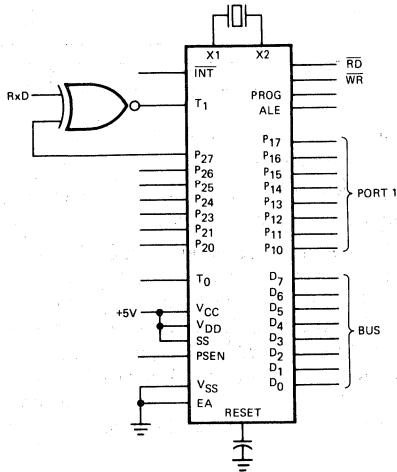 X1 X2
INT
RxD
T1
P27
P26
P25
P24
P23
P21
P20
T0
+5V
VCC
VDD
SS
PSEN
VSS
EA
RESET
RD
WR
PROG
ALE
P17
P16
P15
P14
P13
P12
P11
P10
PORT 1
D7
D6
D5
D4
D3
D2
D1
D0
BUS